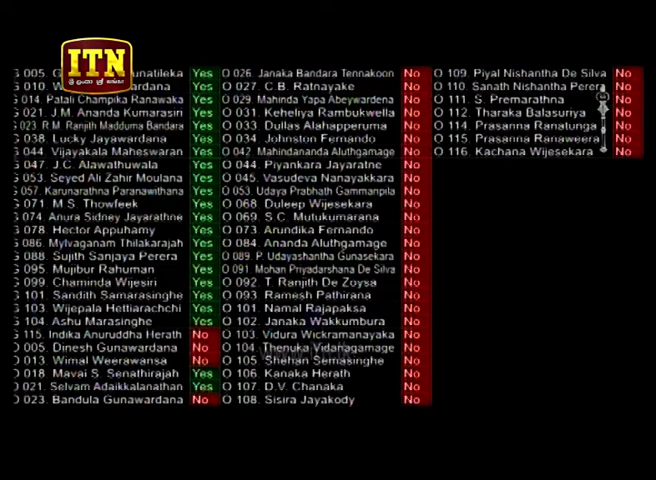 ITN
G 005. Yes
G 010. Yes
G 014. Patali Champika Ranawaka Yes
G 021. J.M. Ananda Kumarasiri Yes
G 023. R.M. Ranjith Madduma Bandara Yes
G 038. Lucky Jayawardana Yes
G 044. Vijayakala Maheswaran Yes
G 047. J.C. Alawathuwala Yes
G 053. Seyed Ali Zahir Moulana Yes
G 057. Karunarathna Paranawithana Yes
G 071. M.S. Thowfeek Yes
G 074. Anura Sidney Jayarathne Yes
G 078. Hector Appuhamy Yes
G 086. Mylvaganam Thilakarajah Yes
G 088. Sujith Sanjaya Perera Yes
G 095. Mujibur Rahuman Yes
G 099. Chaminda Wijesiri Yes
G 101. Sandith Samarasinghe Yes
G 103. Wijepala Hettiarachchi Yes
G 104. Ashu Marasinghe Yes
G 115. Indika Anuruddha Herath No
O 005. Dinesh Gunawardana No
O 013. Wimal Weerawansa No
O 018. Mavai S. Senathirajah Yes
O 021. Selvam Adaikkalanathan Yes
O 023. Bandula Gunawardana No
O 026. Janaka Bandara Tennakoon No
O 027. C.B. Ratnayake No
O 029. Mahinda Yapa Abeywardena No
O 031. Keheliya Rambukwella No
O 033. Dullas Alahapperuma No
O 034. Johnston Fernando No
O 042. Mahindananda Aluthgamage No
O 044. Piyankara Jayaratne No
O 045. Vasudeva Nanayakkara No
O 053. Udaya Prabhath Gammanpila No
O 068. Duleep Wijesekara No
O 069. S.C. Mutukumarana No
O 073. Arundika Fernando No
O 084. Ananda Aluthgamage No
O 089. P. Udayashantha Gunasekara No
O 091. Mohan Priyadarshana De Silva No
O 092. T. Ranjith De Zoysa No
O 093. Ramesh Pathirana No
O 101. Namal Rajapaksa No
O 102. Janaka Wakkumbura No
O 103. Vidura Wickramanayaka No
O 104. Thenuka Vidanagamage No
O 105. Shehan Semasinghe No
O 106. Kanaka Herath No
O 107. D.V. Chanaka No
O 108. Sisira Jayakody No
O 109. Piyal Nishantha De Silva No
O 110. Sanath Nishantha Perera No
O 111. S. Premarathna No
O 112. Tharaka Balasuriya No
O 114. Prasanna Ranatunga No
O 115. Prasanna Ranaweera No
O 116. Kachana Wijesekara No